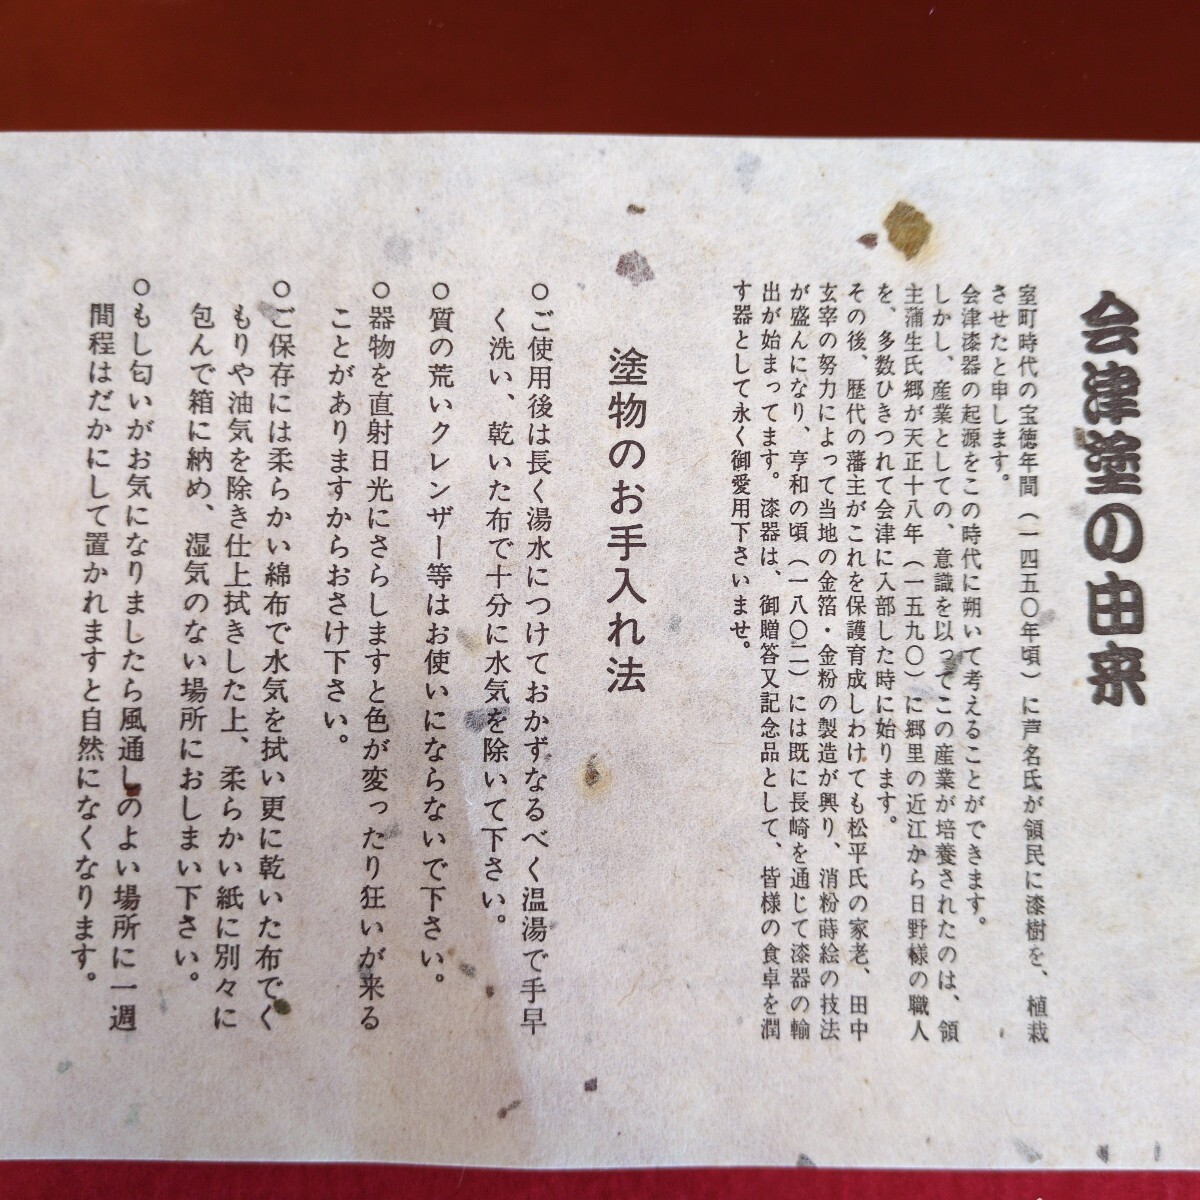 会津塗の由来
室町時代の宝徳年間(一四五〇年頃)に芦名氏が領民に漆樹を、植栽
させたと申します。
会津漆器の起源をこの時代に朔いて考えることができます。
しかし、産業としての、意識を以ってこの産業が培養されたのは、領
主蒲生氏郷が天正十八年(一五九〇)に郷里の近江から日野様の職人
を、多数ひきつれて会津に入部した時に始ります。
その後、歴代の藩主がこれを保護育成しわけても松平氏の家老、田中
玄宰の努力によって当地の金箔・金粉の製造が興り、消粉蒔絵の技法
が盛んになり、享和の頃(一八〇二)には既に長崎を通じて漆器の輸
出が始まってます。漆器は、御贈答又記念品として、皆様の食卓を潤
す器として永く御愛用下さいませ。
塗物のお手入れ法
○ご使用後は長く湯水につけておかずなるべく温湯で手早
く洗い、乾いた布で十分に水気を除いて下さい。
○質の荒いクレンザー等はお使いにならないで下さい。
○器物を直射日光にさらしますと色が変ったり狂いが来る
ことがありますからおさけ下さい。
○ご保存には柔らかい綿布で水気を拭い更に乾いた布でく
もりや油気を除き仕上拭きした上、柔らかい紙に別々に
包んで箱に納め、湿気のない場所におしまい下さい。
○もし匂いがお気になりましたら風通しのよい場所に一週
間程はだかにして置かれますと自然になくなります。